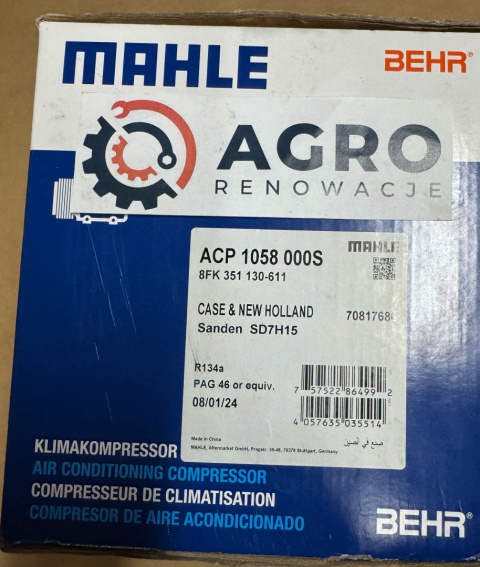 MAHLE
BEHR®
AGRO
RENOWACJE
ACP 1058 000S
MAHLE
8FK 351 130-611
CASE & NEW HOLLAND
Sanden SD7H15
R134a
PAG 46 or equiv.
08/01/24
7 57522 86499 2
4 057635 035514
Made in China
صنع في الصين
MAHLE, Aftermarket GmbH, Pragstr. 26-46, 70376 Stuttgart, Germany
KLIMAKOMPRESSOR
AIR CONDITIONING COMPRESSOR
COMPRESSEUR DE CLIMATISATION
COMPRESOR DE AIRE ACONDICIONADO
BEHR®